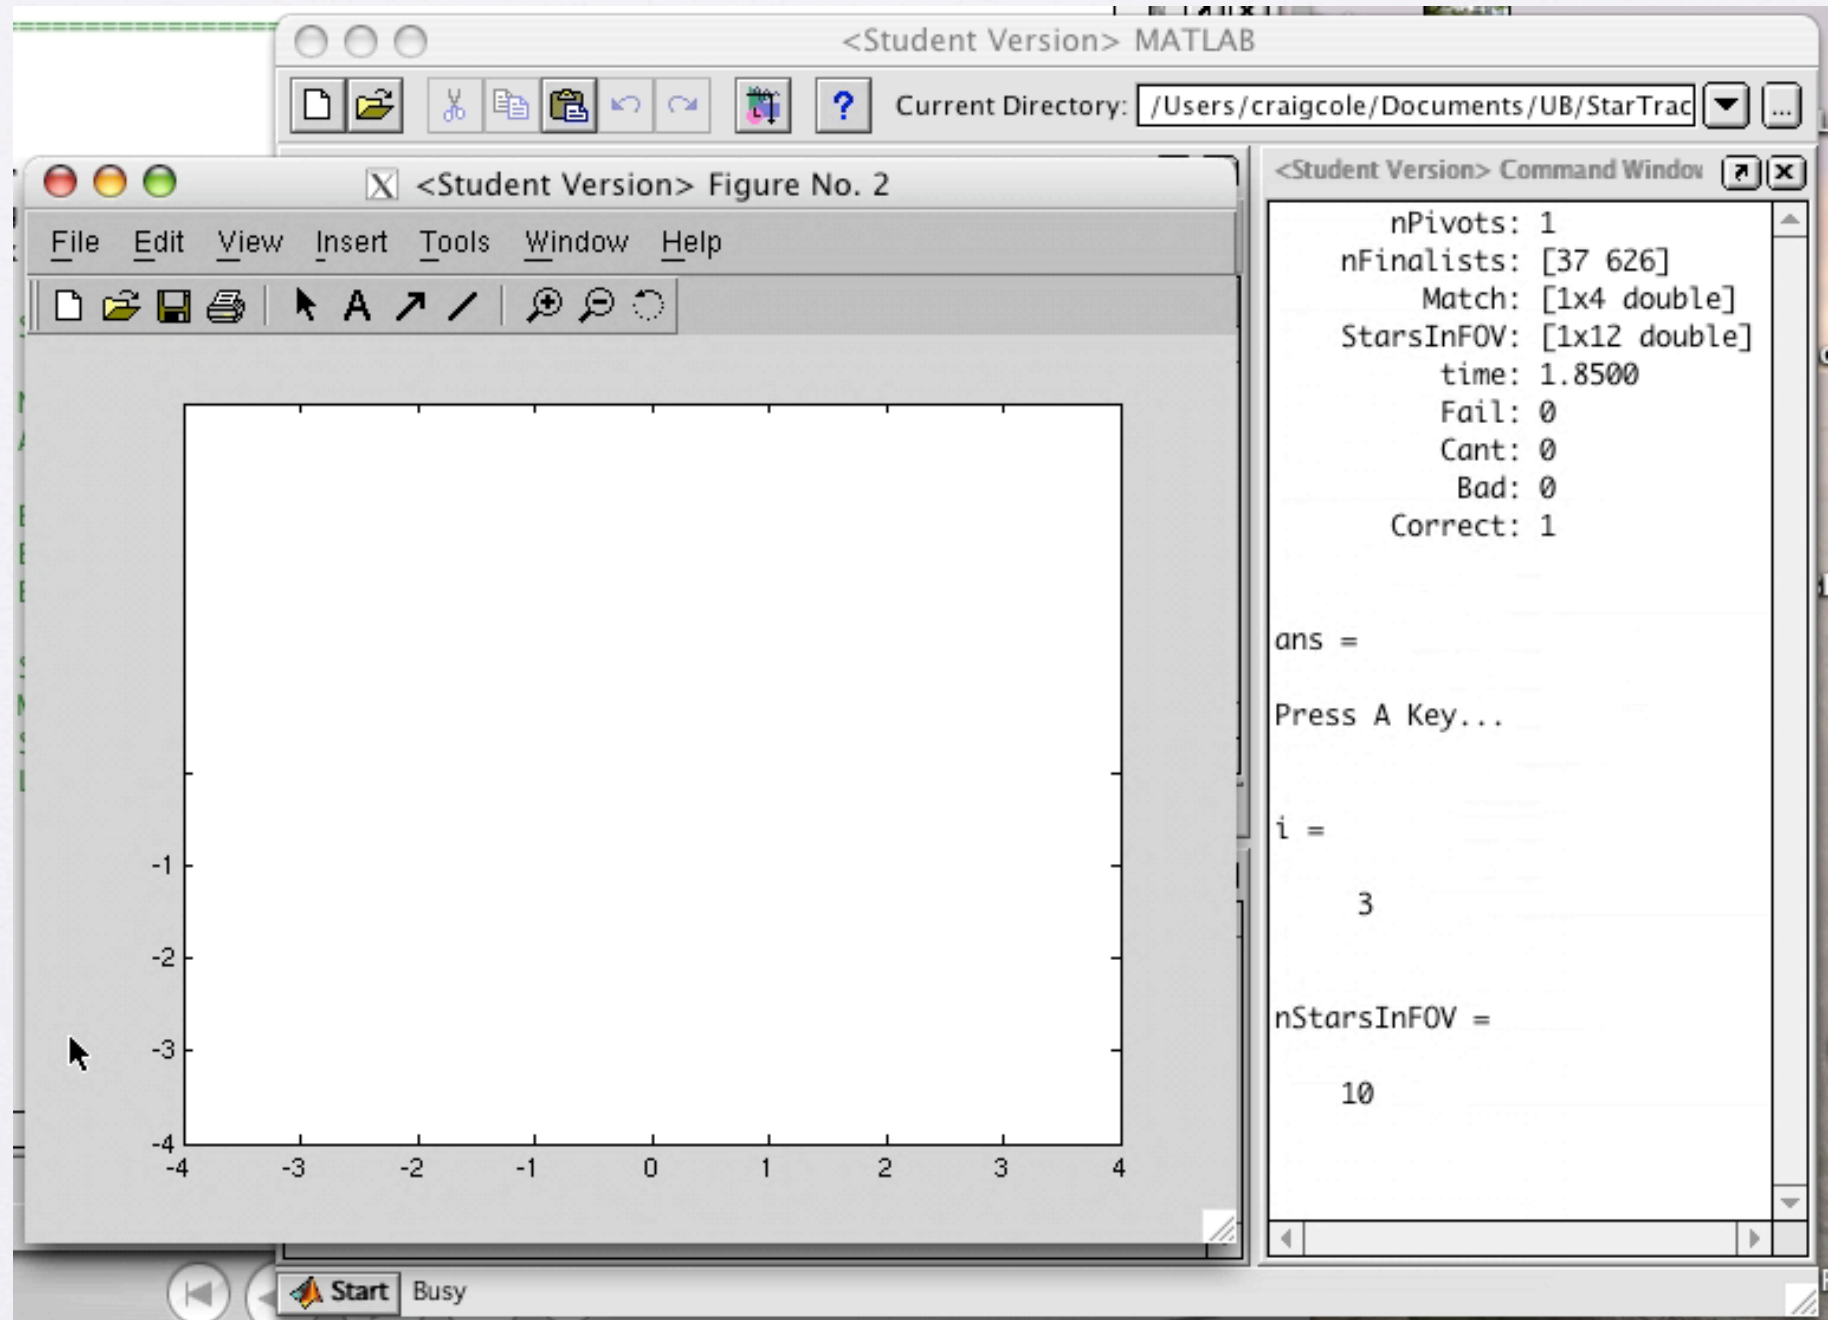 <Student Version> MATLAB
Current Directory: /Users/craigcole/Documents/UB/StarTrac
...
X <Student Version> Figure No. 2
File Edit View Insert Tools Window Help
A
-1
-2
-3
-4
-4 -3 -2 -1 0 1 2 3 4
<Student Version> Command Window
nPivots: 1
nFinalists: [37 626]
Match: [1x4 double]
StarsInFOV: [1x12 double]
time: 1.8500
Fail: 0
Cant: 0
Bad: 0
Correct: 1
ans =
Press A Key...
i =
3
nStarsInFOV =
10
Start Busy